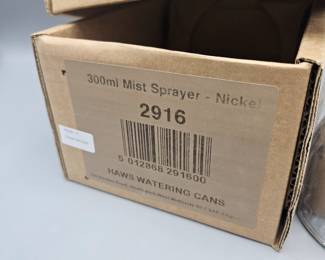 300ml Mist Sprayer - Nickel
2916
5 012868 291600
HAWS WATERING CANS